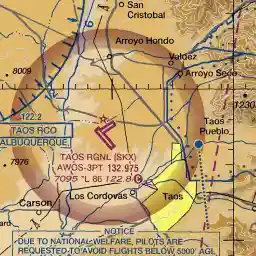 San
Cristobal
6
Arroyo Hondo
Valdez
8009
Arroyo Seco
1230
122.2
TAOS RCO
ALBUQUERQUE
Taos
Pueblo
TAOS RGNL (SKX)
AWOS-3PT 132.975
7095 *L 86 122.8 C
7976
Los Cordovas
Taos
Carson
NOTICE
DUE TO NATIONAL WELFARE, PILOTS ARE
REQUESTED TO AVOID FLIGHTS BELOW 5000' AGL